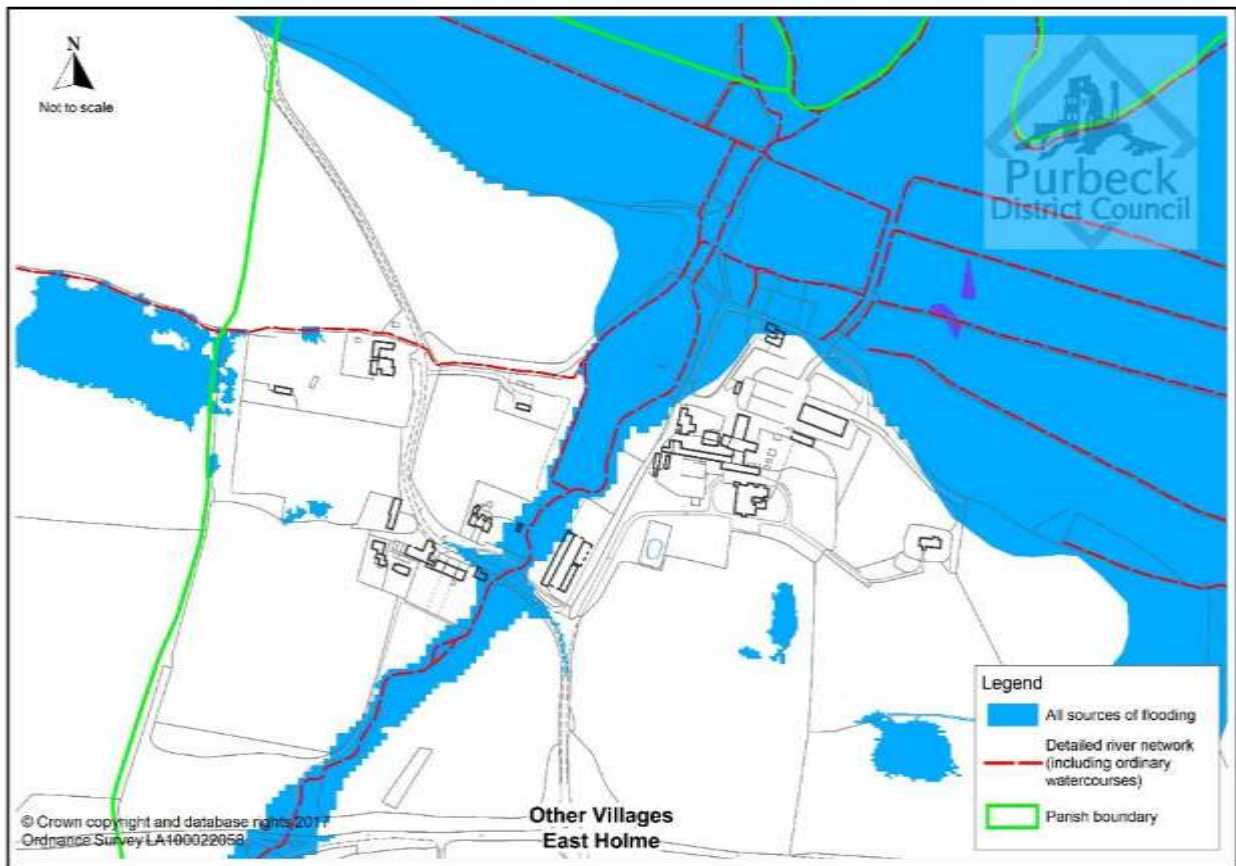 N
Not to scale
Purbeck
District Council
Legend
All sources of flooding
Detailed river network
(including ordinary
watercourses)
Parish boundary
© Crown copyright and database rights 2017
Ordnance Survey LA100022058
Other Villages
East Holme